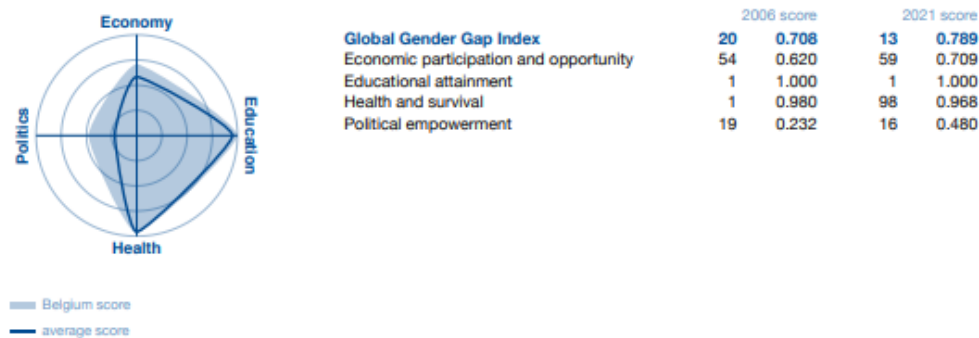 Economy
Politics
Education
Health
Belgium score
average score
2006 score 2021 score
Global Gender Gap Index 20 0.708 13 0.789
Economic participation and opportunity 54 0.620 59 0.709
Educational attainment 1 1.000 1 1.000
Health and survival 1 0.980 98 0.968
Political empowerment 19 0.232 16 0.480